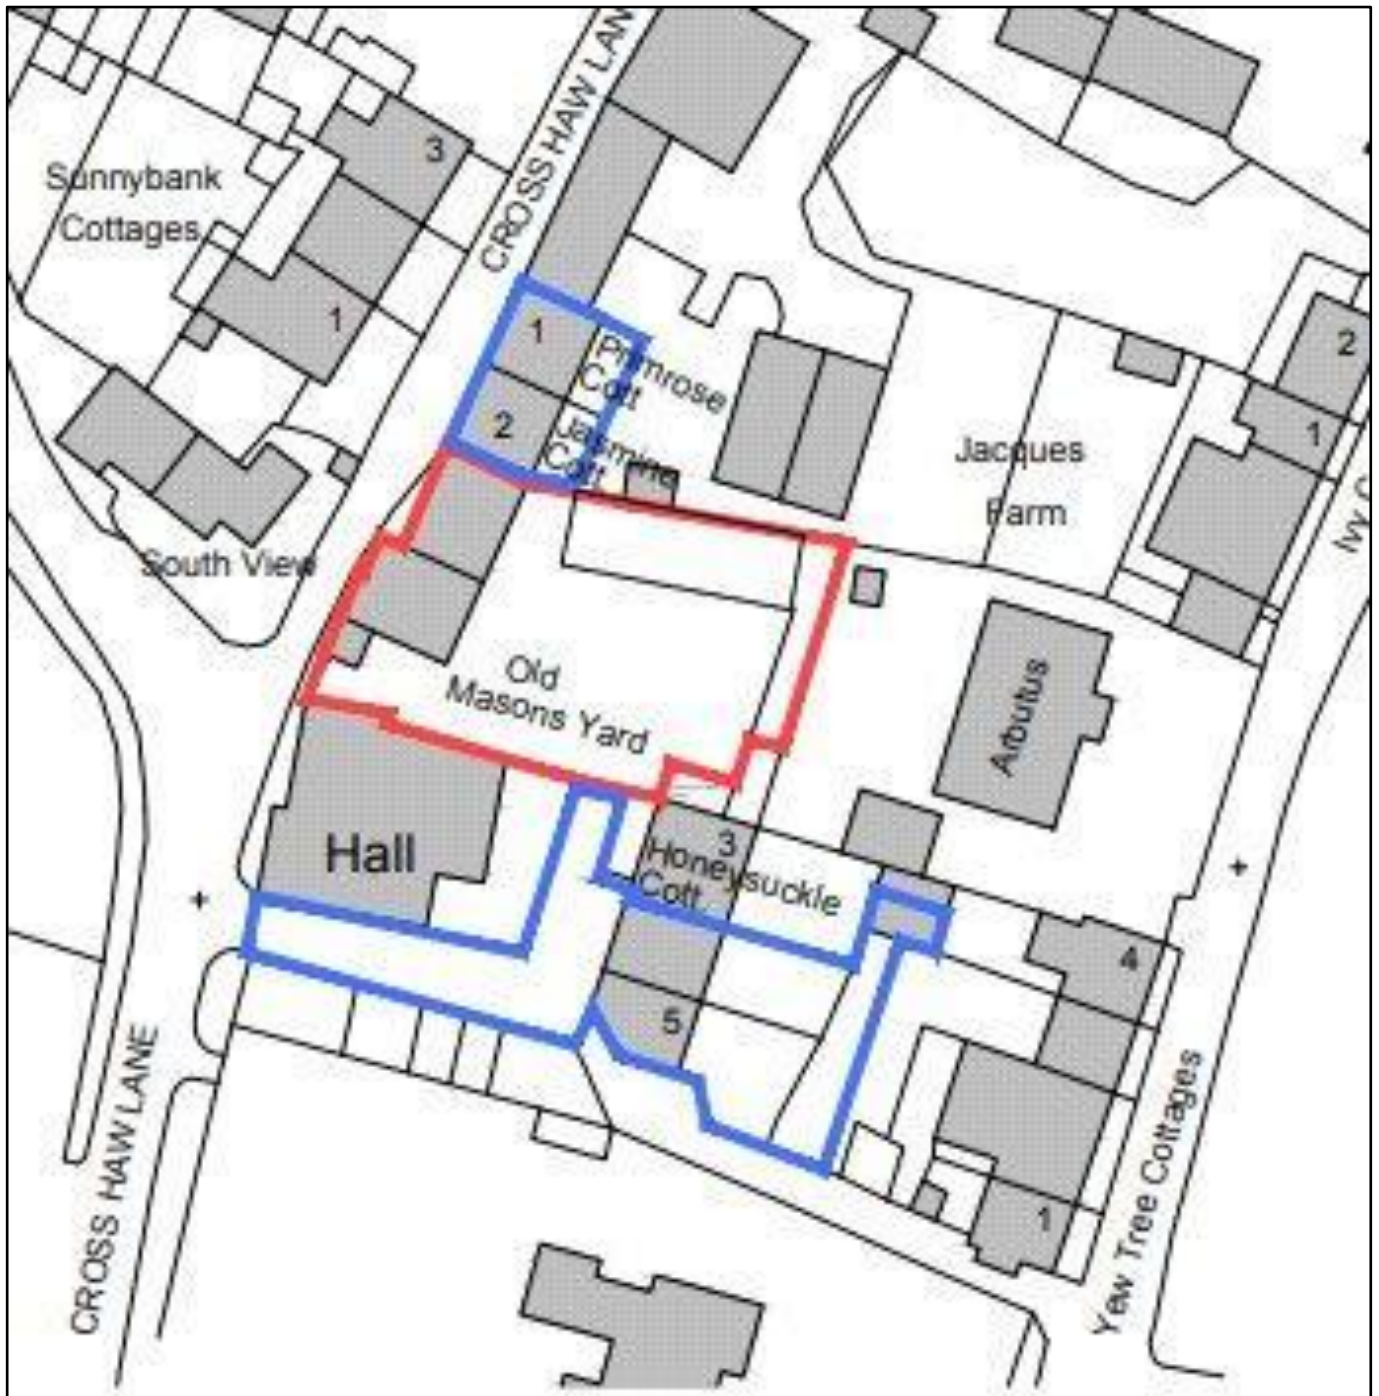 CROSS HAW LAN
3
Sunnybank
Cottages
1
1
Primrose
Cott
2
Jasmine
Cott
2
1
Jacques
Farm
South View
Old
Masons Yard
Arbutus
Hall
3
Honeysuckle
Cott
4
5
1
CROSS HAW LANE
Yew Tree Cottages